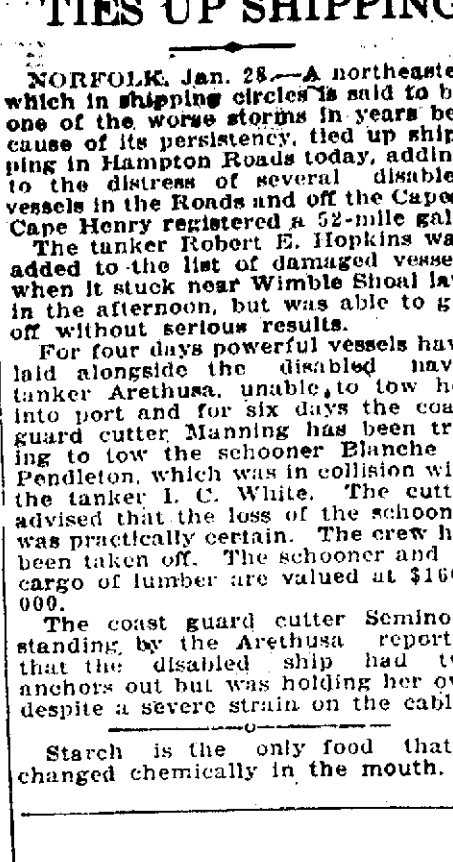 TIES UP SHIPPING
NORFOLK, Jan. 28.—A northeaste
which in shipping circles is said to b
one of the worse storms in years be
cause of its persistency, tied up ship
ping in Hampton Roads today, addin
to the distress of several disable
vessels in the Roads and off the Capes
Cape Henry registered a 52-mile gal
The tanker Robert E. Hopkins wa
added to the list of damaged vesse
when it stuck near Wimble Shoal la
in the afternoon, but was able to g
off without serious results.
For four days powerful vessels hav
laid alongside the disabled nav
tanker Arethusa, unable to tow he
into port and for six days the coa
guard cutter Manning has been try
ing to tow the schooner Blanche
Pendleton, which was in collision wi
the tanker I. C. White. The cutt
advised that the loss of the schoon
was practically certain. The crew h
been taken off. The schooner and
cargo of lumber are valued at $160
000.
The coast guard cutter Semino
standing by the Arethusa report
that the disabled ship had tw
anchors out but was holding her ow
despite a severe strain on the cabl
Starch is the only food that
changed chemically in the mouth.